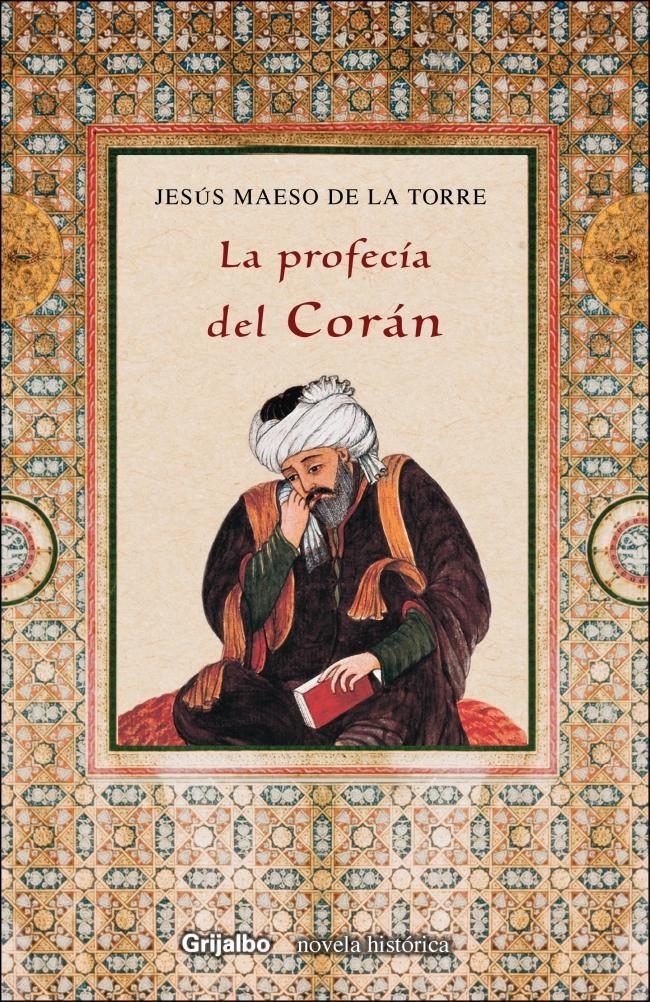 JESÚS MAESO DE LA TORRE
La profecía
del Corán
Grijalbo novela histórica